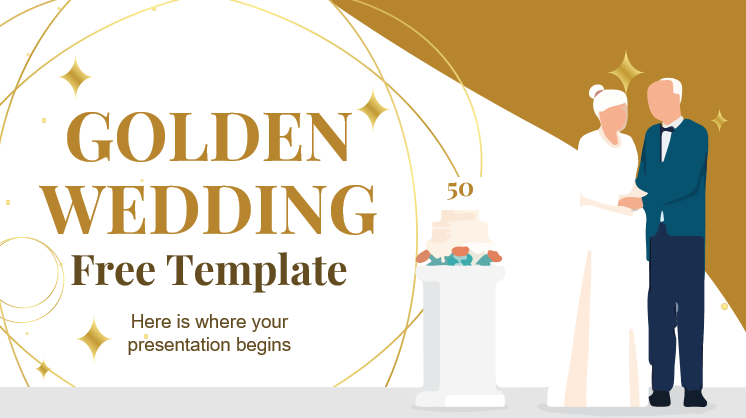 GOLDEN
WEDDING
Free Template
Here is where your
presentation begins
50